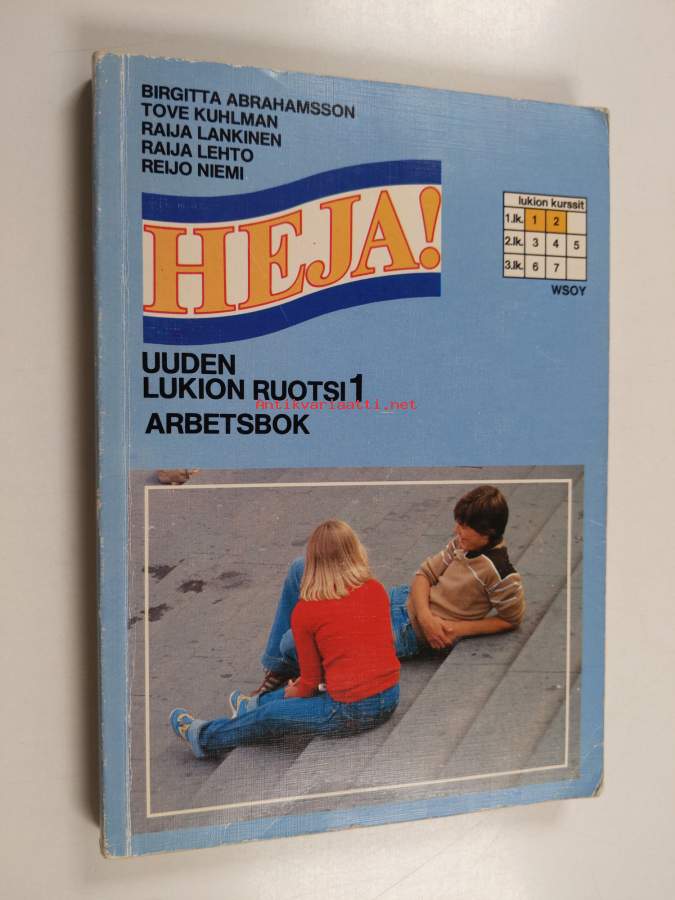 BIRGITTA ABRAHAMSSON
TOVE KUHLMAN
RAIJA LANKINEN
RAIJA LEHTO
REIJO NIEMI
HEJA!
lukion kurssit
1.lk. 1 2
2.lk. 3 4 5
3.lk. 6 7
WSOY
UUDEN
LUKION RUOTSI 1
Antikvariaatti.net
ARBETSBOK